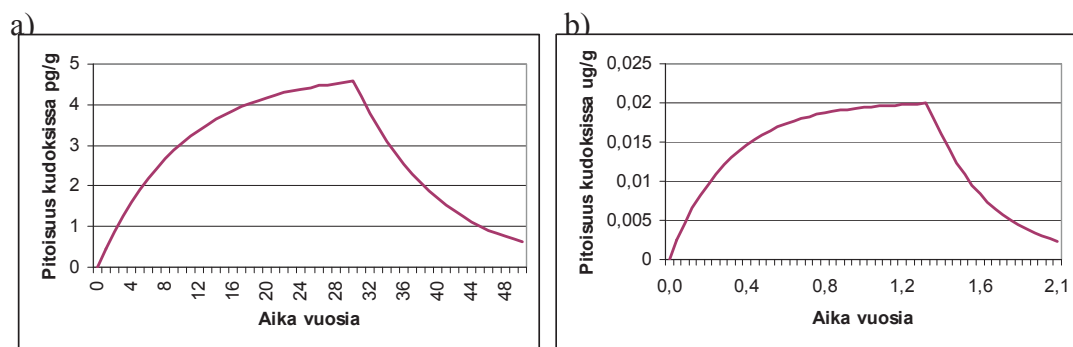 a)
Pitoisuus kudoksissa pg/g
5
4
3
2
1
0
0 4 8 12 16 20 24 28 32 36 40 44 48
Aika vuosia
b)
Pitoisuus kudoksissa ug/g
0,025
0,02
0,015
0,01
0,005
0
0,0 0,4 0,8 1,2 1,6 2,1
Aika vuosia